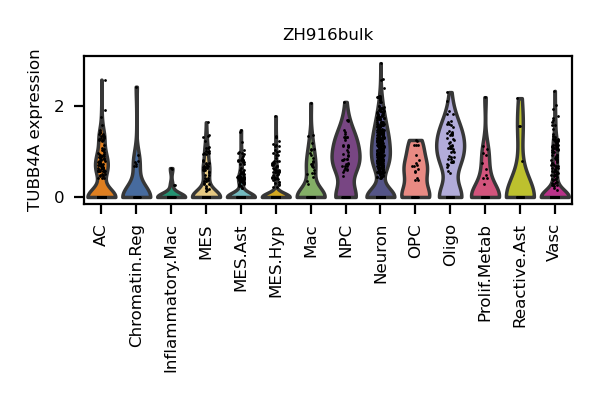 ZH916bulk
TUBB4A expression
2
0
AC
Chromatin.Reg
Inflammatory.Mac
MES
MES.Ast
MES.Hyp
Mac
NPC
Neuron
OPC
Oligo
Prolif.Metab
Reactive.Ast
Vasc